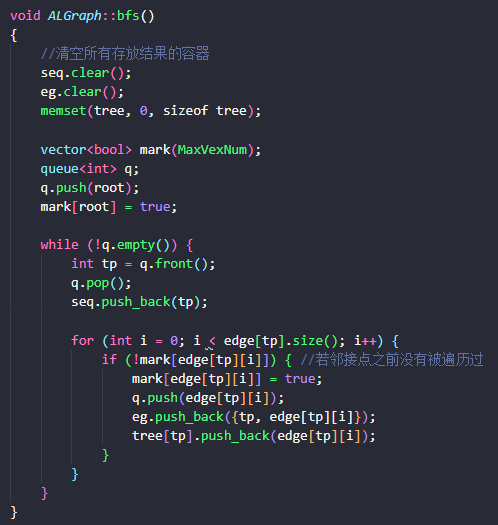 void ALGraph::bfs()
{
    //清空所有存放结果的容器
    seq.clear();
    eg.clear();
    memset(tree, 0, sizeof tree);

    vector<bool> mark(MaxVexNum);
    queue<int> q;
    q.push(root);
    mark[root] = true;

    while (!q.empty()) {
        int tp = q.front();
        q.pop();
        seq.push_back(tp);

        for (int i = 0; i < edge[tp].size(); i++) {
            if (!mark[edge[tp][i]]) { //若邻接点之前没有被遍历过
                mark[edge[tp][i]] = true;
                q.push(edge[tp][i]);
                eg.push_back({tp, edge[tp][i]});
                tree[tp].push_back(edge[tp][i]);
            }
        }
    }
}